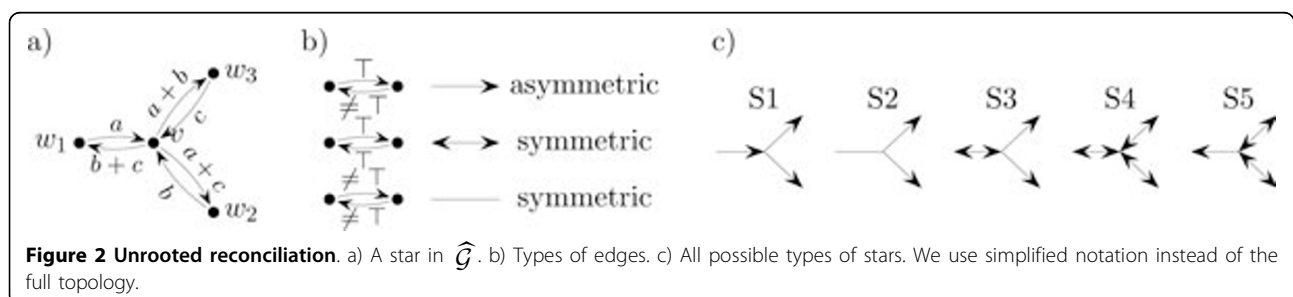 a)
b)
c)
w₃
a + b
c
w₁
a
v
b + c
a + c
b
w₂
⊤
≠ ⊤
asymmetric
⊤
⊤
symmetric
≠ ⊤
≠ ⊤
symmetric
S1 S2 S3 S4 S5
Figure 2 Unrooted reconciliation. a) A star in 𝒢̂. b) Types of edges. c) All possible types of stars. We use simplified notation instead of the
full topology.